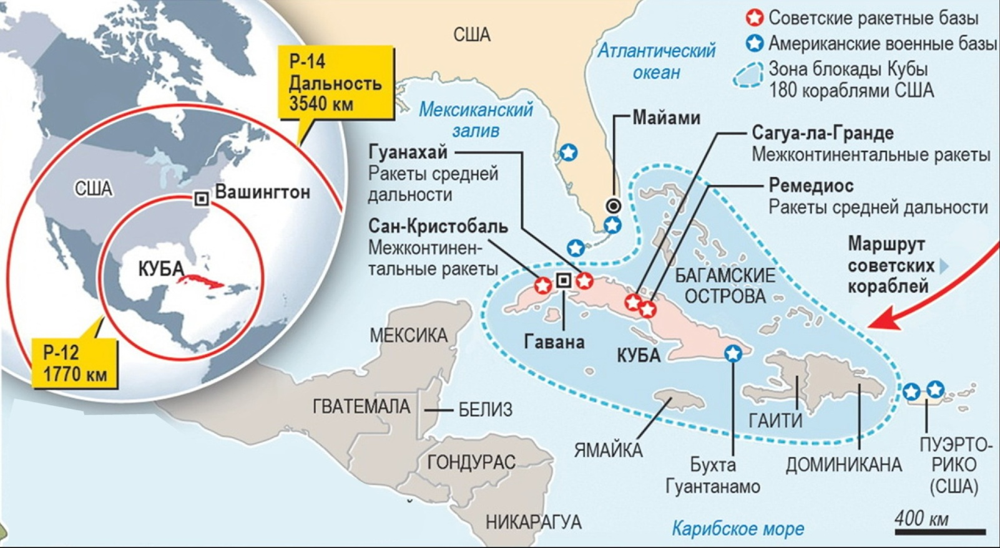 США
Атлантический
океан
Советские ракетные базы
Американские военные базы
Зона блокады Кубы
180 кораблями США
Р-14
Дальность
3540 км
Мексиканский
залив
Майами
Сагуа-ла-Гранде
Межконтинентальные ракеты
Гуанахай
Ракеты средней
дальности
Ремедиос
Ракеты средней дальности
США
Вашингтон
Сан-Кристобаль
Межконтинен-
тальные ракеты
Маршрут
советских
кораблей
КУБА
БАГАМСКИЕ
ОСТРОВА
МЕКСИКА
Гавана
КУБА
Р-12
1770 км
ГВАТЕМАЛА
БЕЛИЗ
ГАИТИ
ЯМАЙКА
ГОНДУРАС
Бухта
Гуантанамо
ДОМИНИКАНА
ПУЭРТО-
РИКО
(США)
НИКАРАГУА
Карибское море
400 км